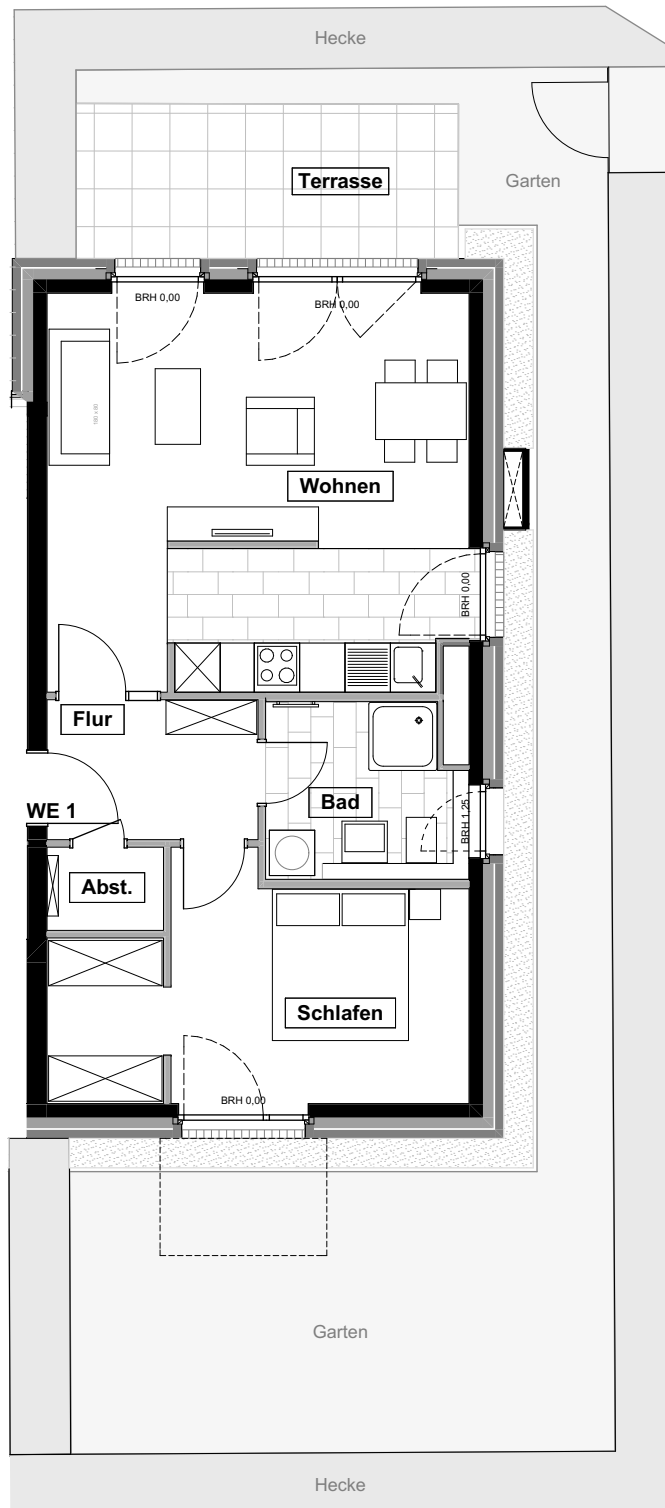 Hecke
Terrasse
Garten
BRH 0,00
BRH 0,00
Wohnen
BRH 0,00
Flur
Bad
WE 1
BRH 1,25
Abst.
Schlafen
BRH 0,00
Garten
Hecke